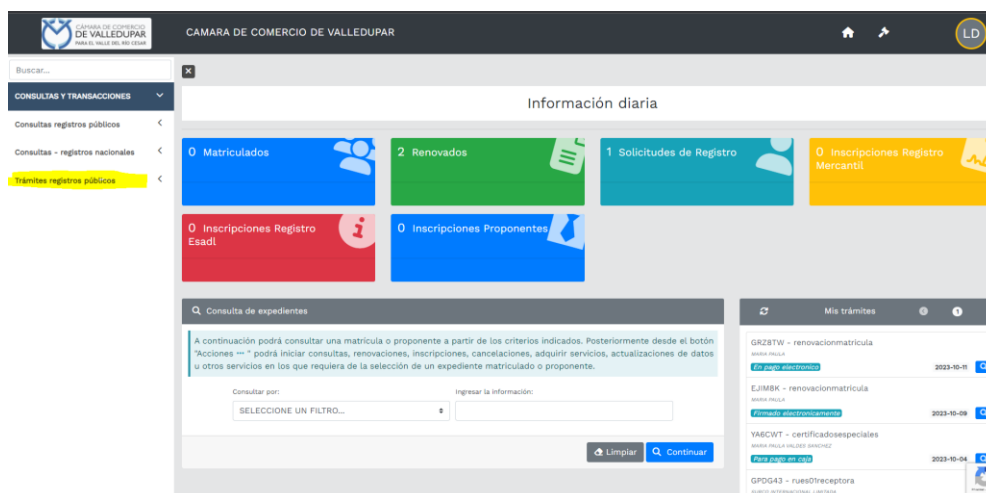 CÁMARA DE COMERCIO
DE VALLEDUPAR
PARA EL VALLE DEL RÍO CESAR
CAMARA DE COMERCIO DE VALLEDUPAR
LD
Buscar...
CONSULTAS Y TRANSACCIONES
Consultas registros públicos
Consultas - registros nacionales
Trámites registros públicos
Información diaria
0 Matriculados
2 Renovados
1 Solicitudes de Registro
0 Inscripciones Registro
Mercantil
0 Inscripciones Registro
Esadl
0 Inscripciones Proponentes
Consulta de expedientes
A continuación podrá consultar una matrícula o proponente a partir de los criterios indicados. Posteriormente desde el botón
"Acciones ··· " podrá iniciar consultas, renovaciones, inscripciones, cancelaciones, adquirir servicios, actualizaciones de datos
u otros servicios en los que requiera de la selección de un expediente matriculado o proponente.
Consultar por:
Ingresar la información:
SELECCIONE UN FILTRO...
Limpiar
Continuar
Mis trámites
GRZ8TW - renovacionmatricula
MARIA PAULA
En pago electronico
2023-10-11
EJIM8K - renovacionmatricula
MARIA PAULA
Firmado electronicamente
2023-10-09
YA6CWT - certificadosespeciales
MARIA PAULA VALDES SANCHEZ
Para pago en caja
2023-10-04
GPDG43 - rues01receptora